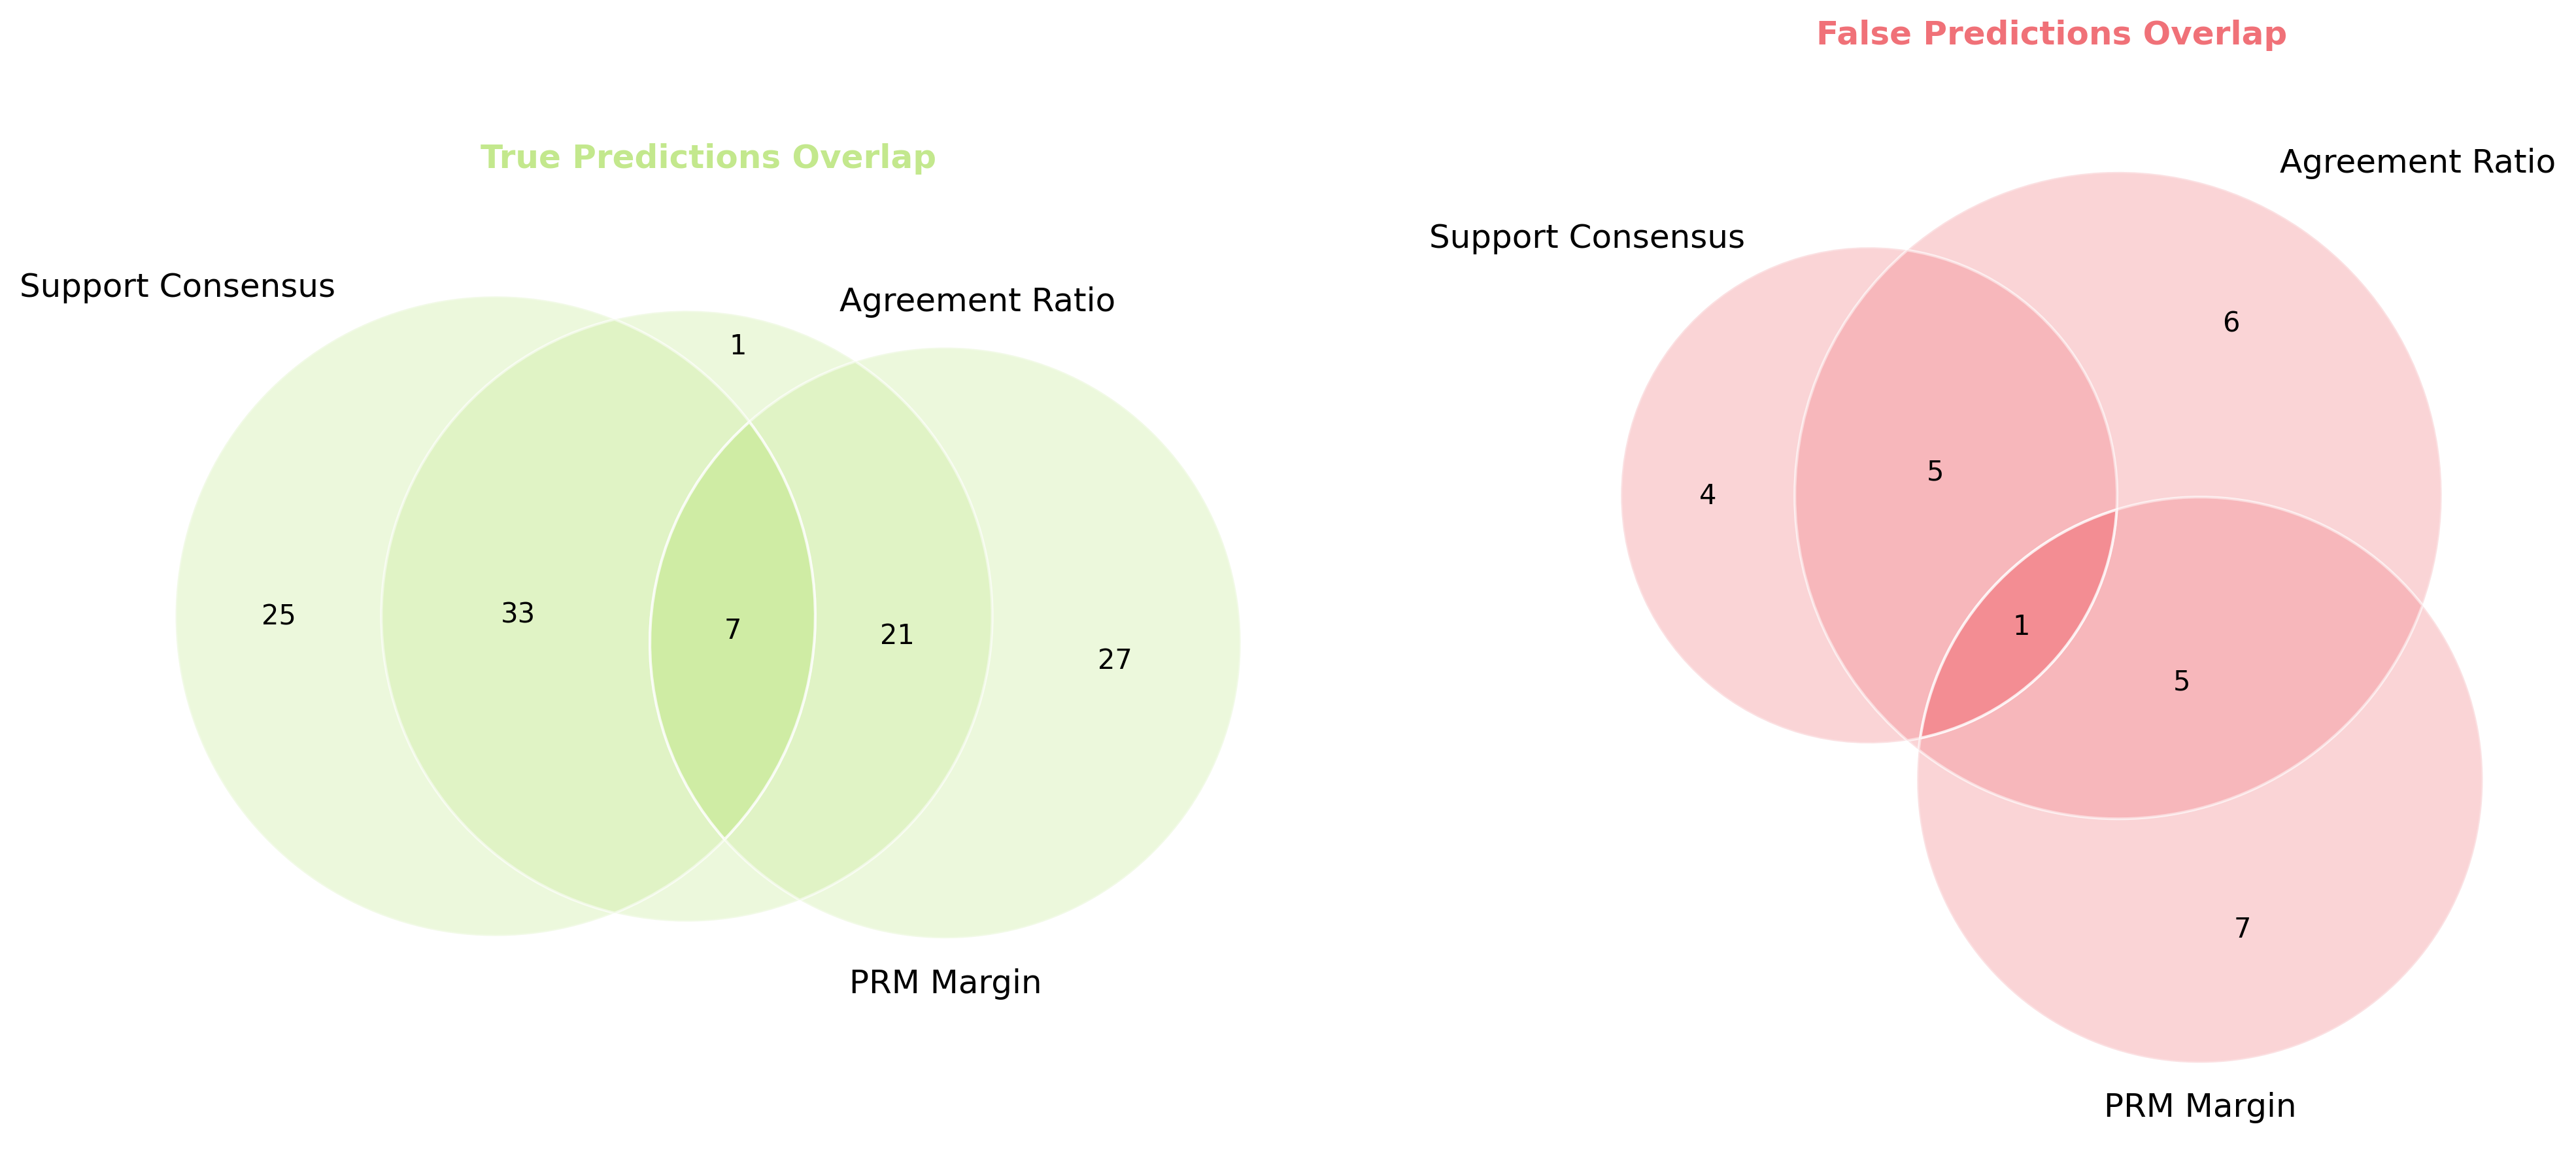 True Predictions Overlap
Support Consensus
Agreement Ratio
1
25
33
7
21
27
PRM Margin
False Predictions Overlap
Agreement Ratio
Support Consensus
6
5
4
1
5
7
PRM Margin